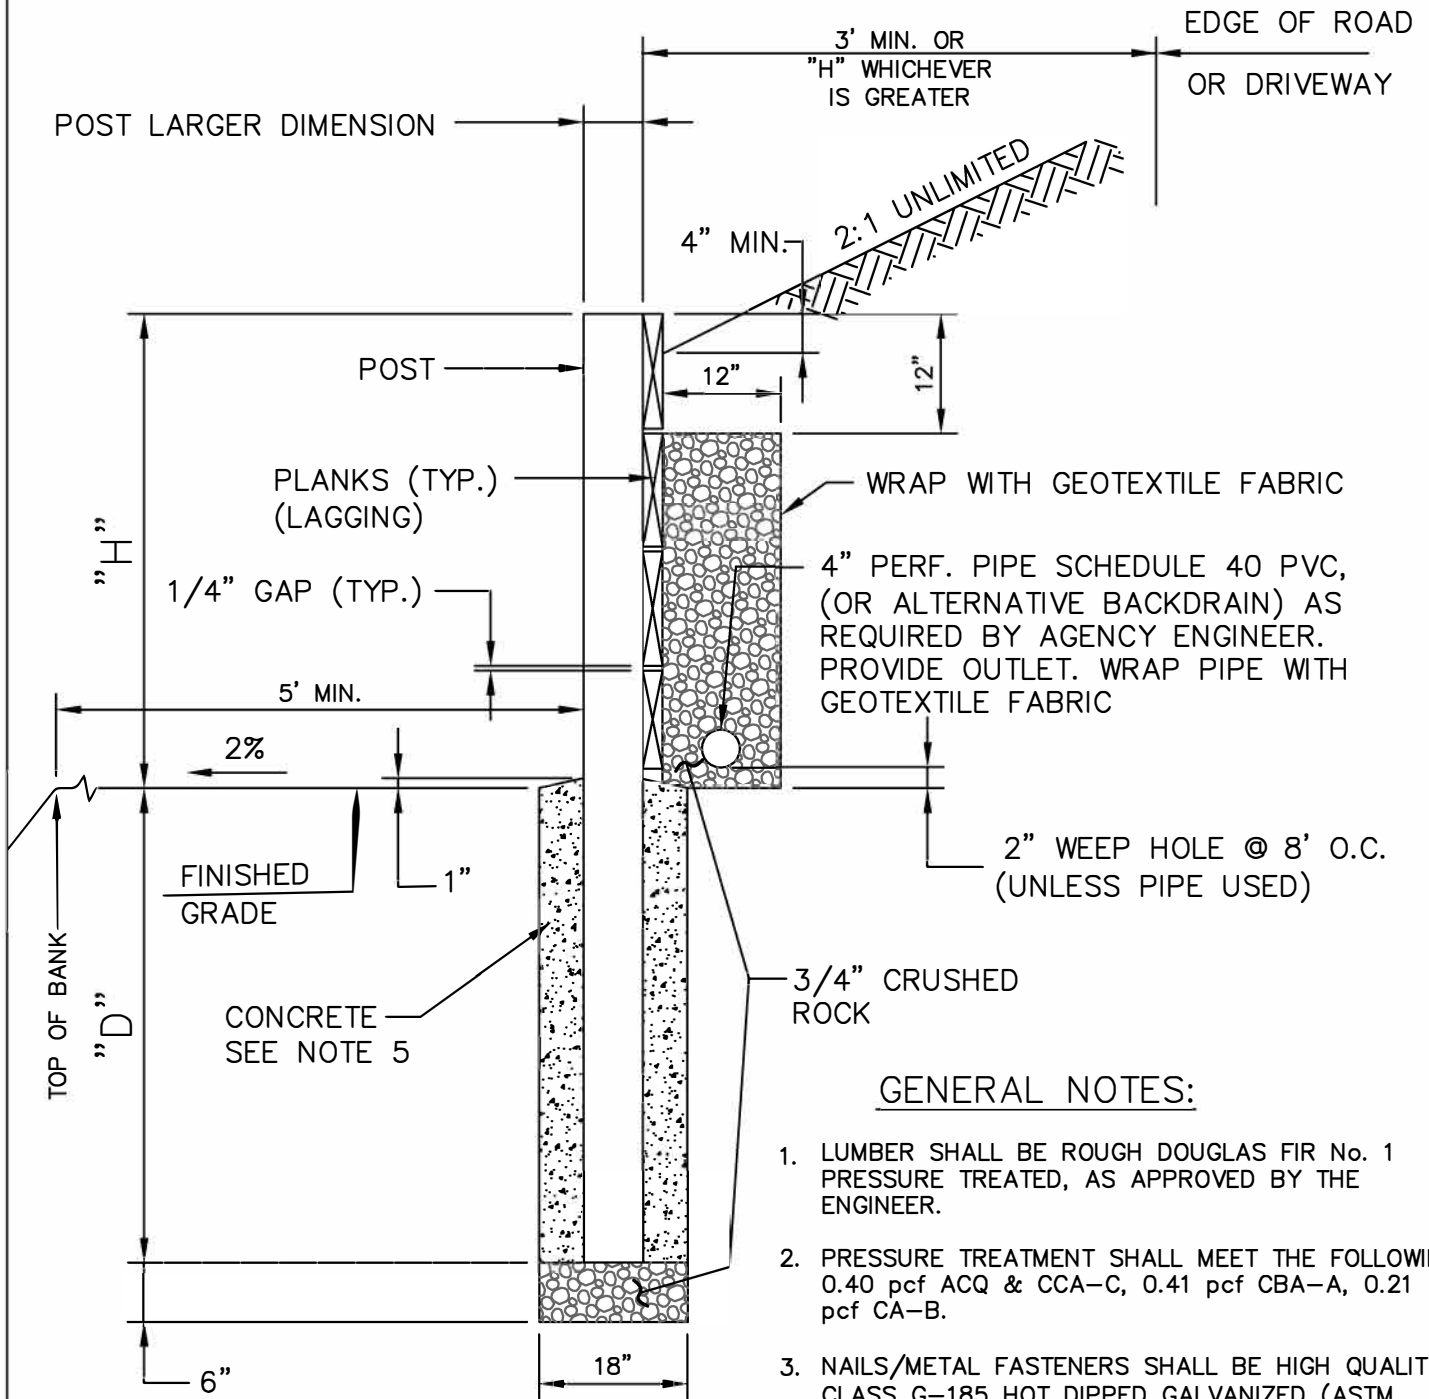 EDGE OF ROAD
OR DRIVEWAY
3' MIN. OR
"H" WHICHEVER
IS GREATER
POST LARGER DIMENSION
2:1 UNLIMITED
4" MIN.
POST
12"
12"
PLANKS (TYP.)
(LAGGING)
WRAP WITH GEOTEXTILE FABRIC
"H"
1/4" GAP (TYP.)
4" PERF. PIPE SCHEDULE 40 PVC,
(OR ALTERNATIVE BACKDRAIN) AS
REQUIRED BY AGENCY ENGINEER.
PROVIDE OUTLET. WRAP PIPE WITH
GEOTEXTILE FABRIC
5' MIN.
2%
FINISHED
GRADE
1"
2" WEEP HOLE @ 8' O.C.
(UNLESS PIPE USED)
TOP OF BANK
"D"
CONCRETE
SEE NOTE 5
3/4" CRUSHED
ROCK
6"
18"
GENERAL NOTES:
1. LUMBER SHALL BE ROUGH DOUGLAS FIR No. 1
PRESSURE TREATED, AS APPROVED BY THE
ENGINEER.
2. PRESSURE TREATMENT SHALL MEET THE
0.40 pcf ACQ & CCA-C, 0.41 pcf CBA-A, 0.21
pcf CA-B.
3. NAILS/METAL FASTENERS SHALL BE HIGH
CLASS G-185 HOT DIPPED GALVANIZED (ASTM